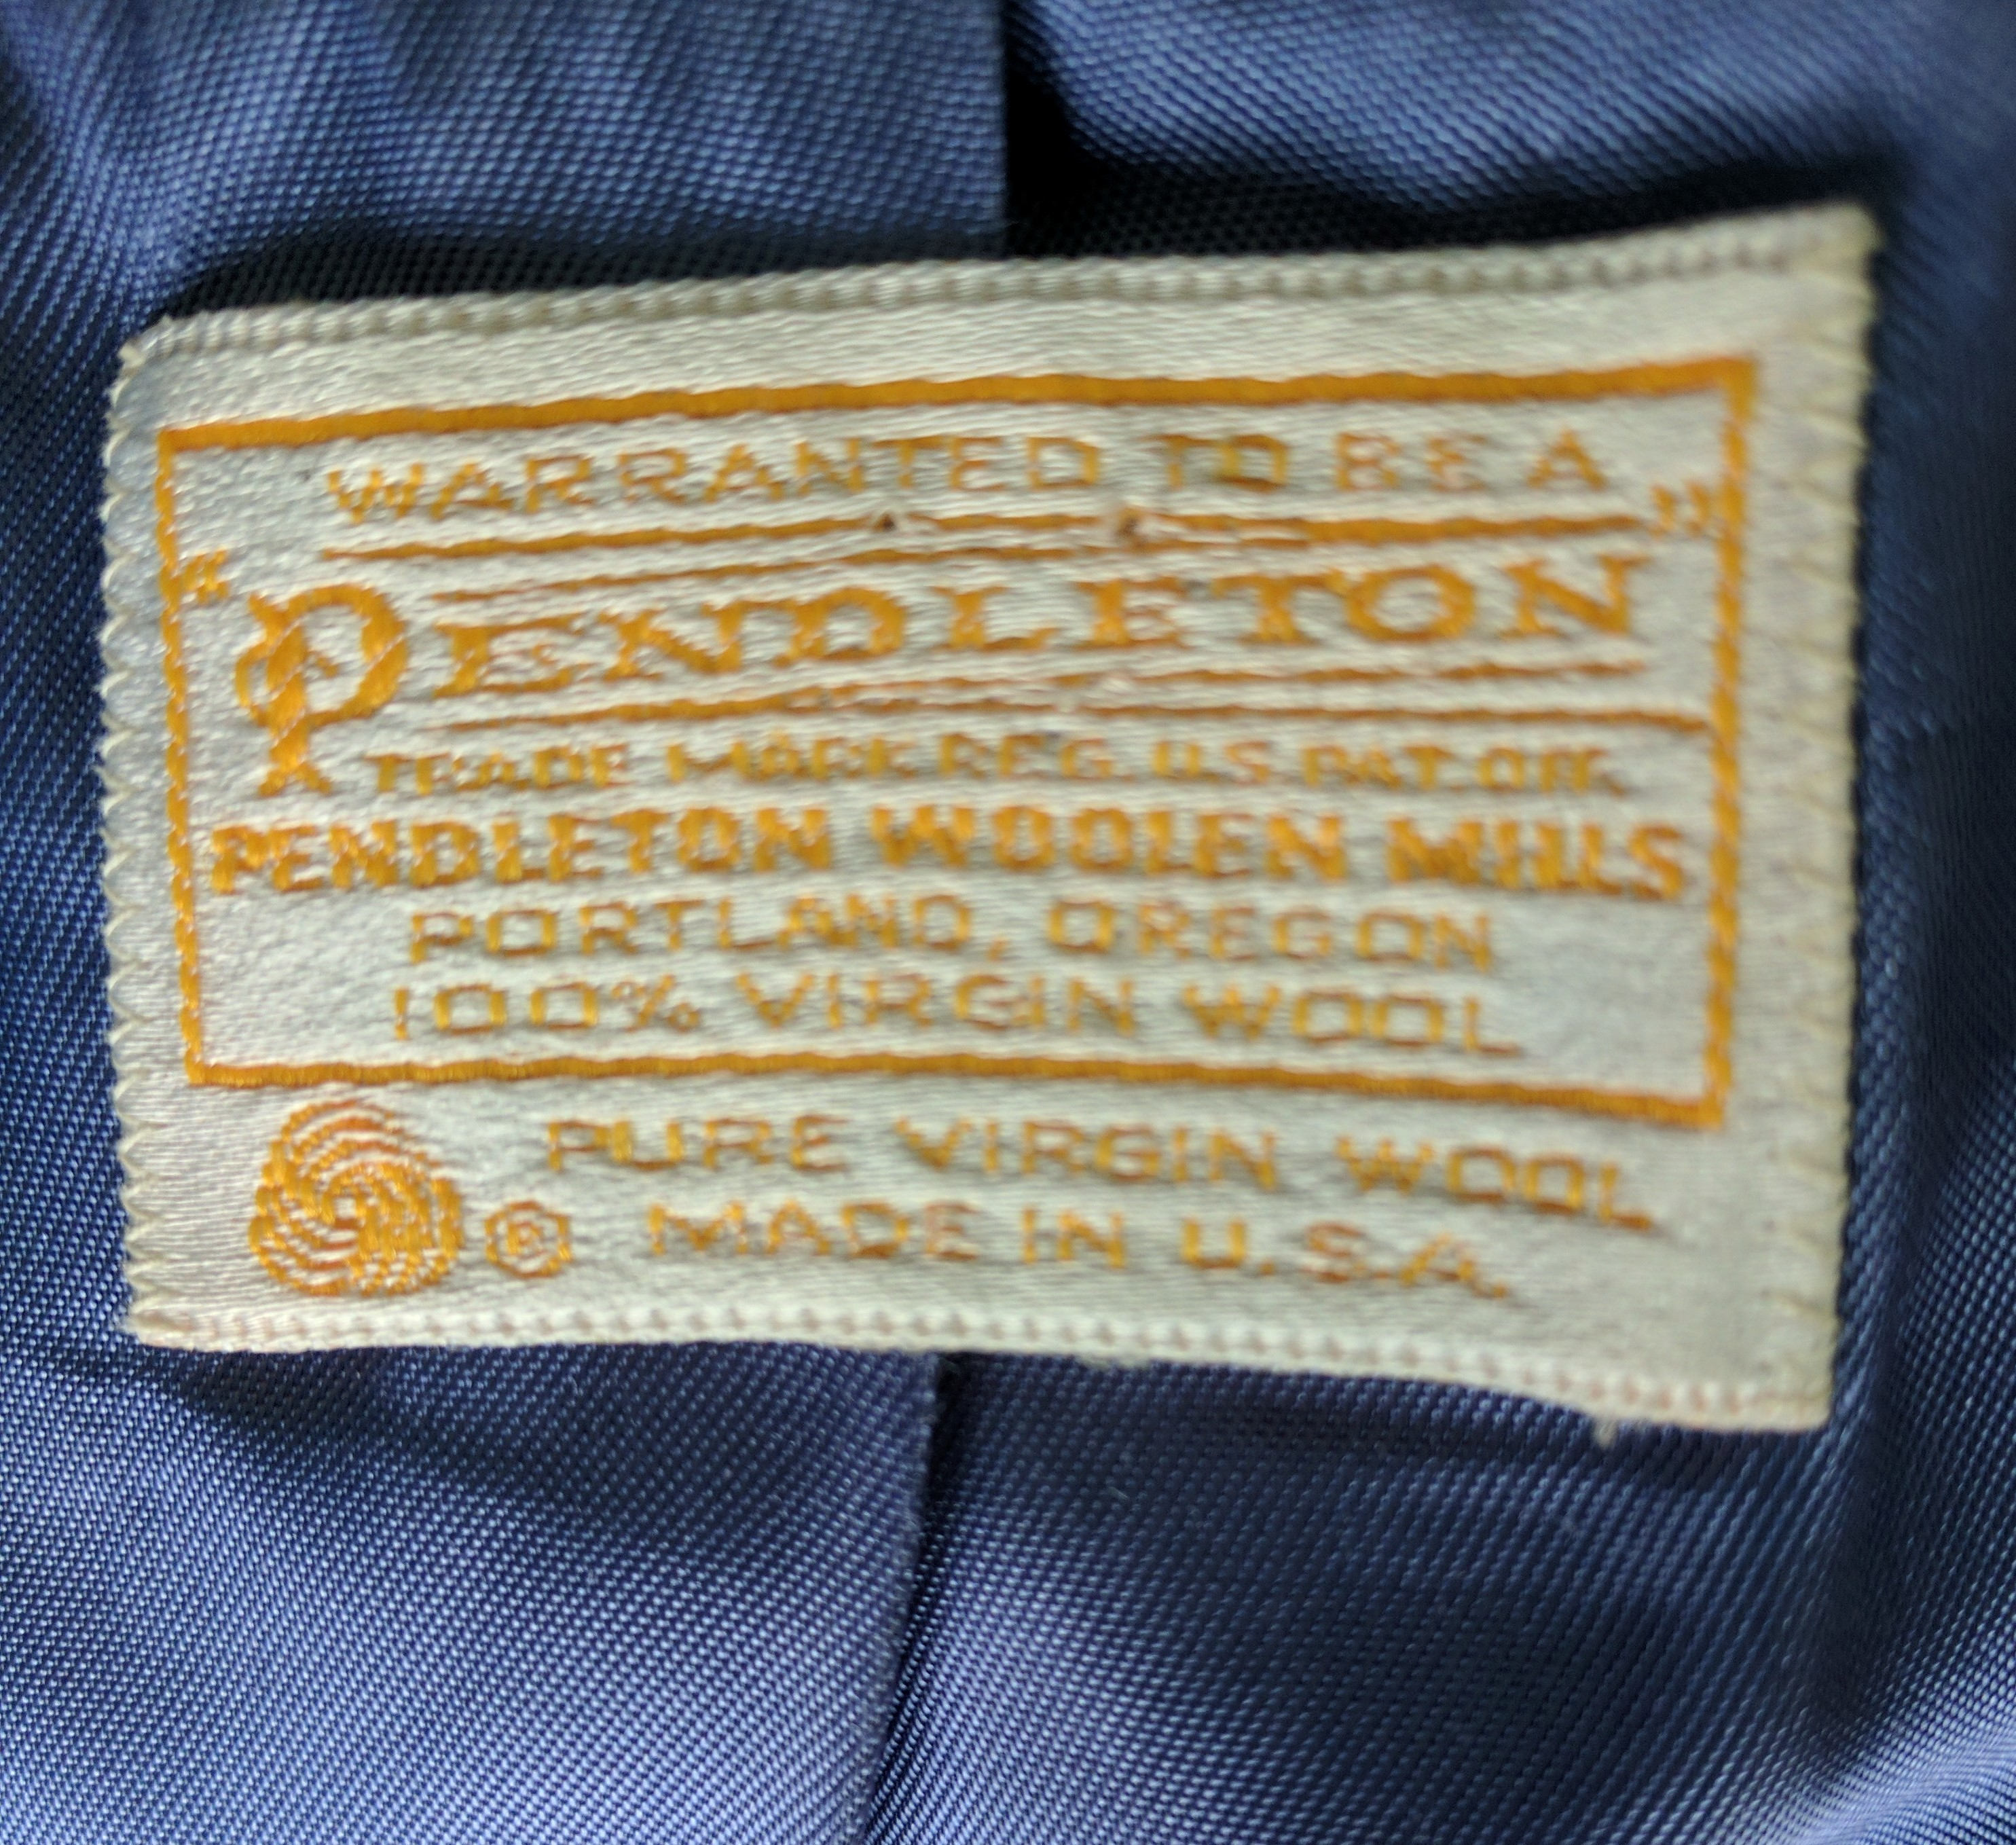 WARRANTED TO BE A
"PENDLETON"
TRADE MARK REG. U.S. PAT. OFF.
PENDLETON WOOLEN MILLS
PORTLAND, OREGON
100% VIRGIN WOOL
PURE VIRGIN WOOL
® MADE IN U.S.A.